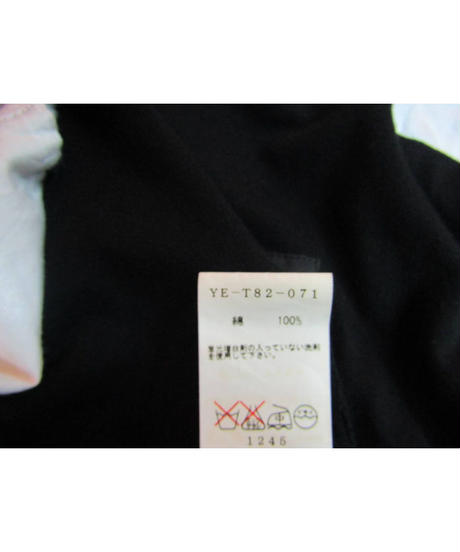 YE-T82-071
綿 100%
蛍光増白剤の入っていない洗剤
を使用して下さい。
中
1245